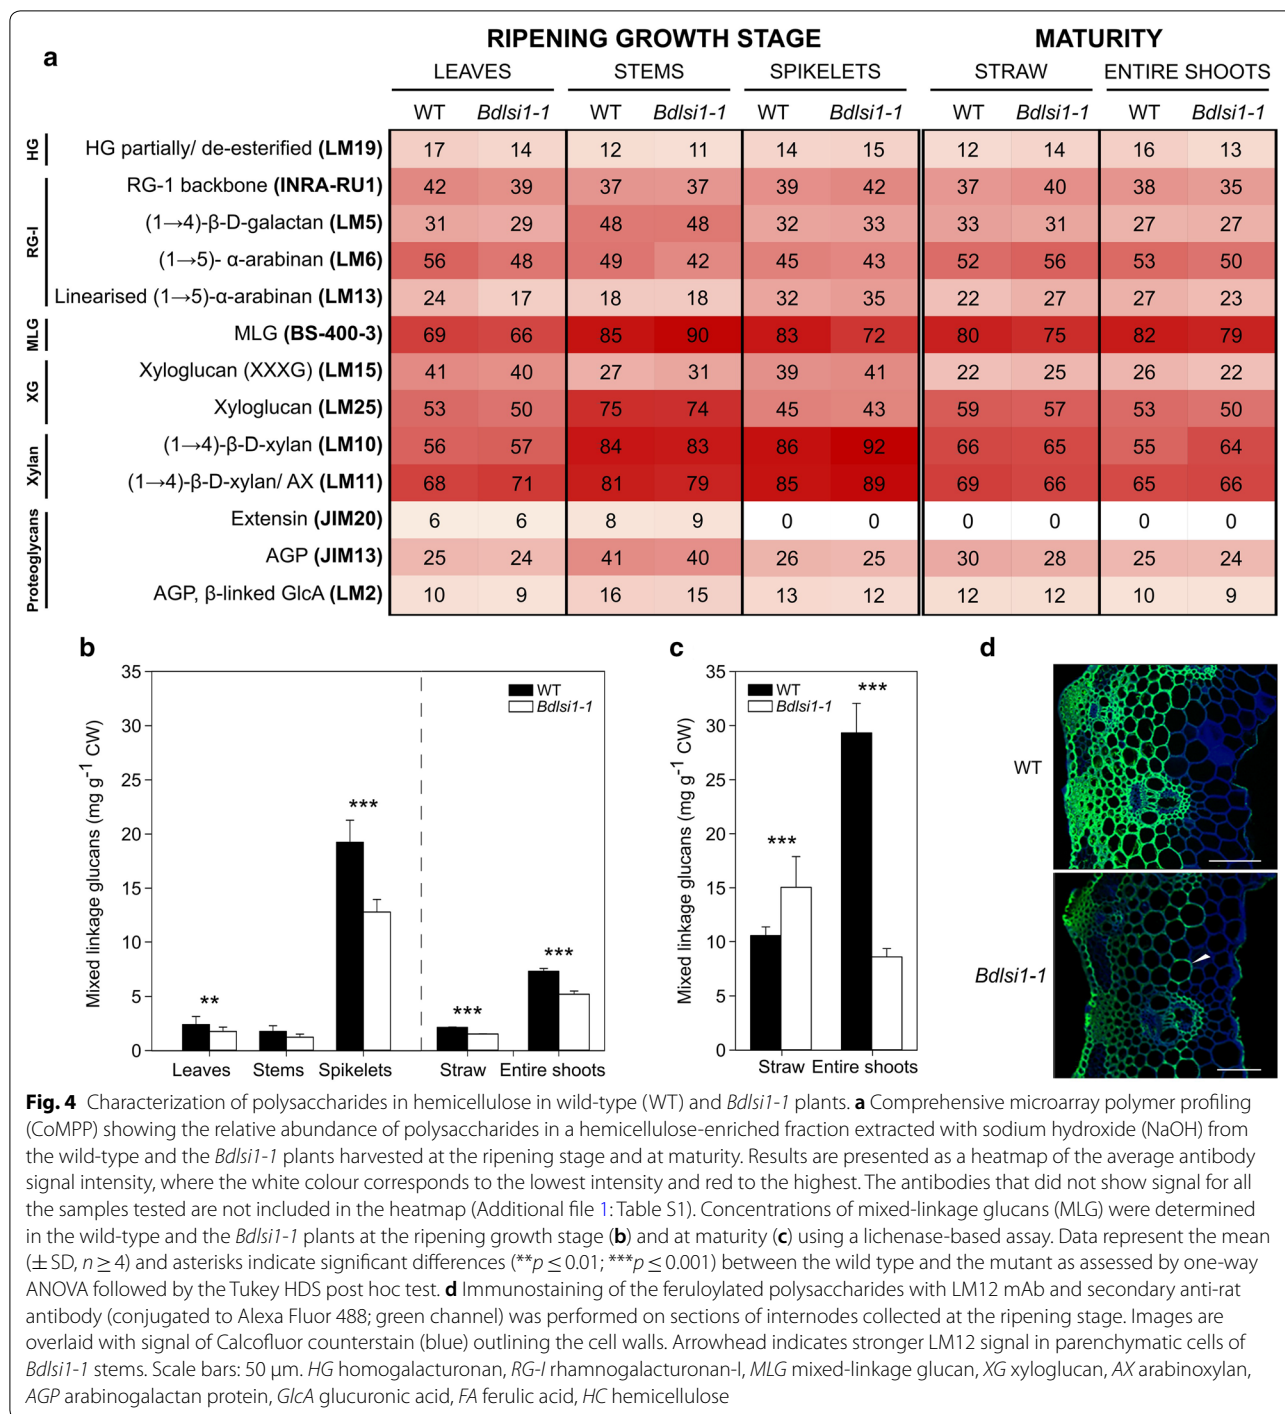 a
RIPENING GROWTH STAGE MATURITY
LEAVES STEMS SPIKELETS STRAW ENTIRE SHOOTS
WT Bdlsi1-1 WT Bdlsi1-1 WT Bdlsi1-1 WT Bdlsi1-1 WT Bdlsi1-1
HG
HG partially/ de-esterified (LM19) 17 14 12 11 14 15 12 14 16 13
RG-I
RG-1 backbone (INRA-RU1) 42 39 37 37 39 42 37 40 38 35
(1→4)-β-D-galactan (LM5) 31 29 48 48 32 33 33 31 27 27
(1→5)- α-arabinan (LM6) 56 48 49 42 45 43 52 56 53 50
Linearised (1→5)-α-arabinan (LM13) 24 17 18 18 32 35 22 27 27 23
MLG
MLG (BS-400-3) 69 66 85 90 83 72 80 75 82 79
XG
Xyloglucan (XXXG) (LM15) 41 40 27 31 39 41 22 25 26 22
Xyloglucan (LM25) 53 50 75 74 45 43 59 57 53 50
Xylan
(1→4)-β-D-xylan (LM10) 56 57 84 83 86 92 66 65 55 64
(1→4)-β-D-xylan/ AX (LM11) 68 71 81 79 85 89 69 66 65 66
Proteoglycans
Extensin (JIM20) 6 6 8 9 0 0 0 0 0 0
AGP (JIM13) 25 24 41 40 26 25 30 28 25 24
AGP, β-linked GlcA (LM2) 10 9 16 15 13 12 12 12 10 9
b
Mixed linkage glucans (mg g⁻¹ CW)
35
30
25
20
15
10
5
0
WT
Bdlsi1-1
**
***
***
***
Leaves Stems Spikelets Straw Entire shoots
c
Mixed linkage glucans (mg g⁻¹ CW)
35
30
25
20
15
10
5
0
WT
Bdlsi1-1
***
***
Straw Entire shoots
d
WT
Bdlsi1-1
Fig. 4 Characterization of polysaccharides in hemicellulose in wild-type (WT) and Bdlsi1-1 plants. a Comprehensive microarray polymer profiling
(CoMPP) showing the relative abundance of polysaccharides in a hemicellulose-enriched fraction extracted with sodium hydroxide (NaOH) from
the wild-type and the Bdlsi1-1 plants harvested at the ripening stage and at maturity. Results are presented as a heatmap of the average antibody
signal intensity, where the white colour corresponds to the lowest intensity and red to the highest. The antibodies that did not show signal for all
the samples tested are not included in the heatmap (Additional file 1: Table S1). Concentrations of mixed-linkage glucans (MLG) were determined
in the wild-type and the Bdlsi1-1 plants at the ripening growth stage (b) and at maturity (c) using a lichenase-based assay. Data represent the mean
(± SD, n ≥ 4) and asterisks indicate significant differences (**p ≤ 0.01; ***p ≤ 0.001) between the wild type and the mutant as assessed by one-way
ANOVA followed by the Tukey HDS post hoc test. d Immunostaining of the feruloylated polysaccharides with LM12 mAb and secondary anti-rat
antibody (conjugated to Alexa Fluor 488; green channel) was performed on sections of internodes collected at the ripening stage. Images are
overlaid with signal of Calcofluor counterstain (blue) outlining the cell walls. Arrowhead indicates stronger LM12 signal in parenchymatic cells of
Bdlsi1-1 stems. Scale bars: 50 µm. HG homogalacturonan, RG-I rhamnogalacturonan-I, MLG mixed-linkage glucan, XG xyloglucan, AX arabinoxylan,
AGP arabinogalactan protein, GlcA glucuronic acid, FA ferulic acid, HC hemicellulose